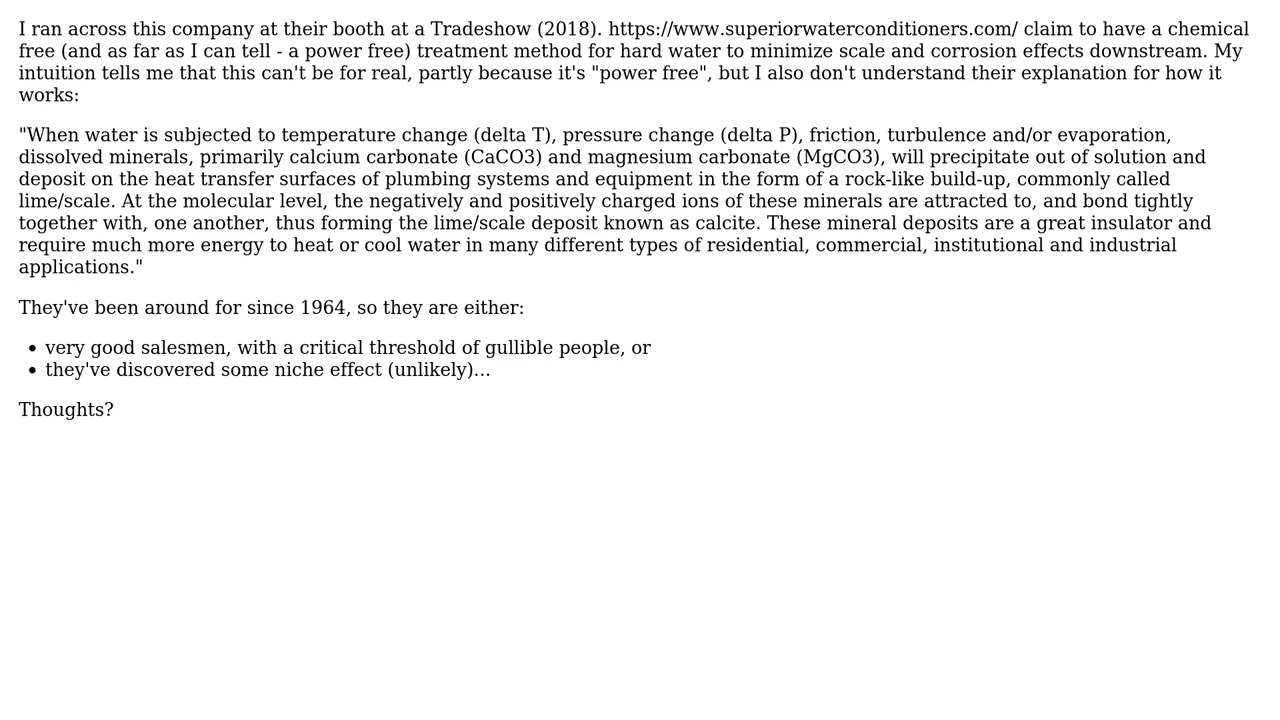 I ran across this company at their booth at a Tradeshow (2018). https://www.superiorwaterconditioners.com/ claim to have a chemical
free (and as far as I can tell - a power free) treatment method for hard water to minimize scale and corrosion effects downstream. My
intuition tells me that this can't be for real, partly because it's "power free", but I also don't understand their explanation for how it
works:
"When water is subjected to temperature change (delta T), pressure change (delta P), friction, turbulence and/or evaporation,
dissolved minerals, primarily calcium carbonate (CaCO3) and magnesium carbonate (MgCO3), will precipitate out of solution and
deposit on the heat transfer surfaces of plumbing systems and equipment in the form of a rock-like build-up, commonly called
lime/scale. At the molecular level, the negatively and positively charged ions of these minerals are attracted to, and bond tightly
together with, one another, thus forming the lime/scale deposit known as calcite. These mineral deposits are a great insulator and
require much more energy to heat or cool water in many different types of residential, commercial, institutional and industrial
applications."
They've been around for since 1964, so they are either:
• very good salesmen, with a critical threshold of gullible people, or
• they've discovered some niche effect (unlikely)...
Thoughts?